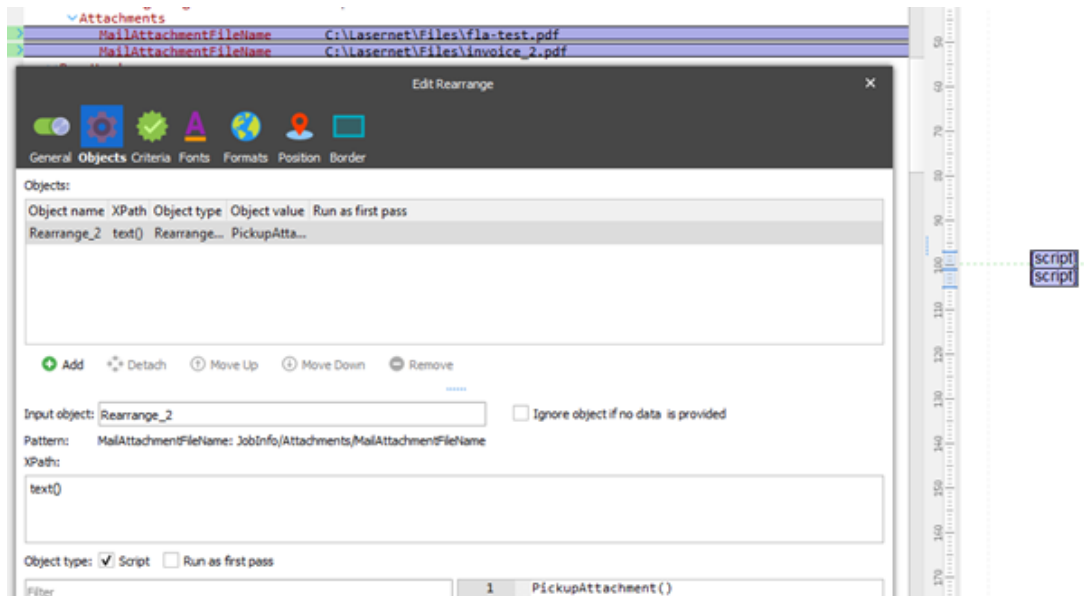 Attachments
MailAttachmentFileName C:\Lasernet\Files\fla-test.pdf
MailAttachmentFileName C:\Lasernet\Files\invoice_2.pdf
Edit Rearrange
General Objects Criteria Fonts Formats Position Border
Objects:
Object name XPath Object type Object value Run as first pass
Rearrange_2 text() Rearrange... PickupAtta...
Add Detach Move Up Move Down Remove
Input object: Rearrange_2 Ignore object if no data is provided
Pattern: MailAttachmentFileName: JobInfo/Attachments/MailAttachmentFileName
XPath:
text()
Object type: Script Run as first pass
Filter
1 PickupAttachment()
50
60
70
80
90
100
110
120
130
140
150
160
170
script)
script)